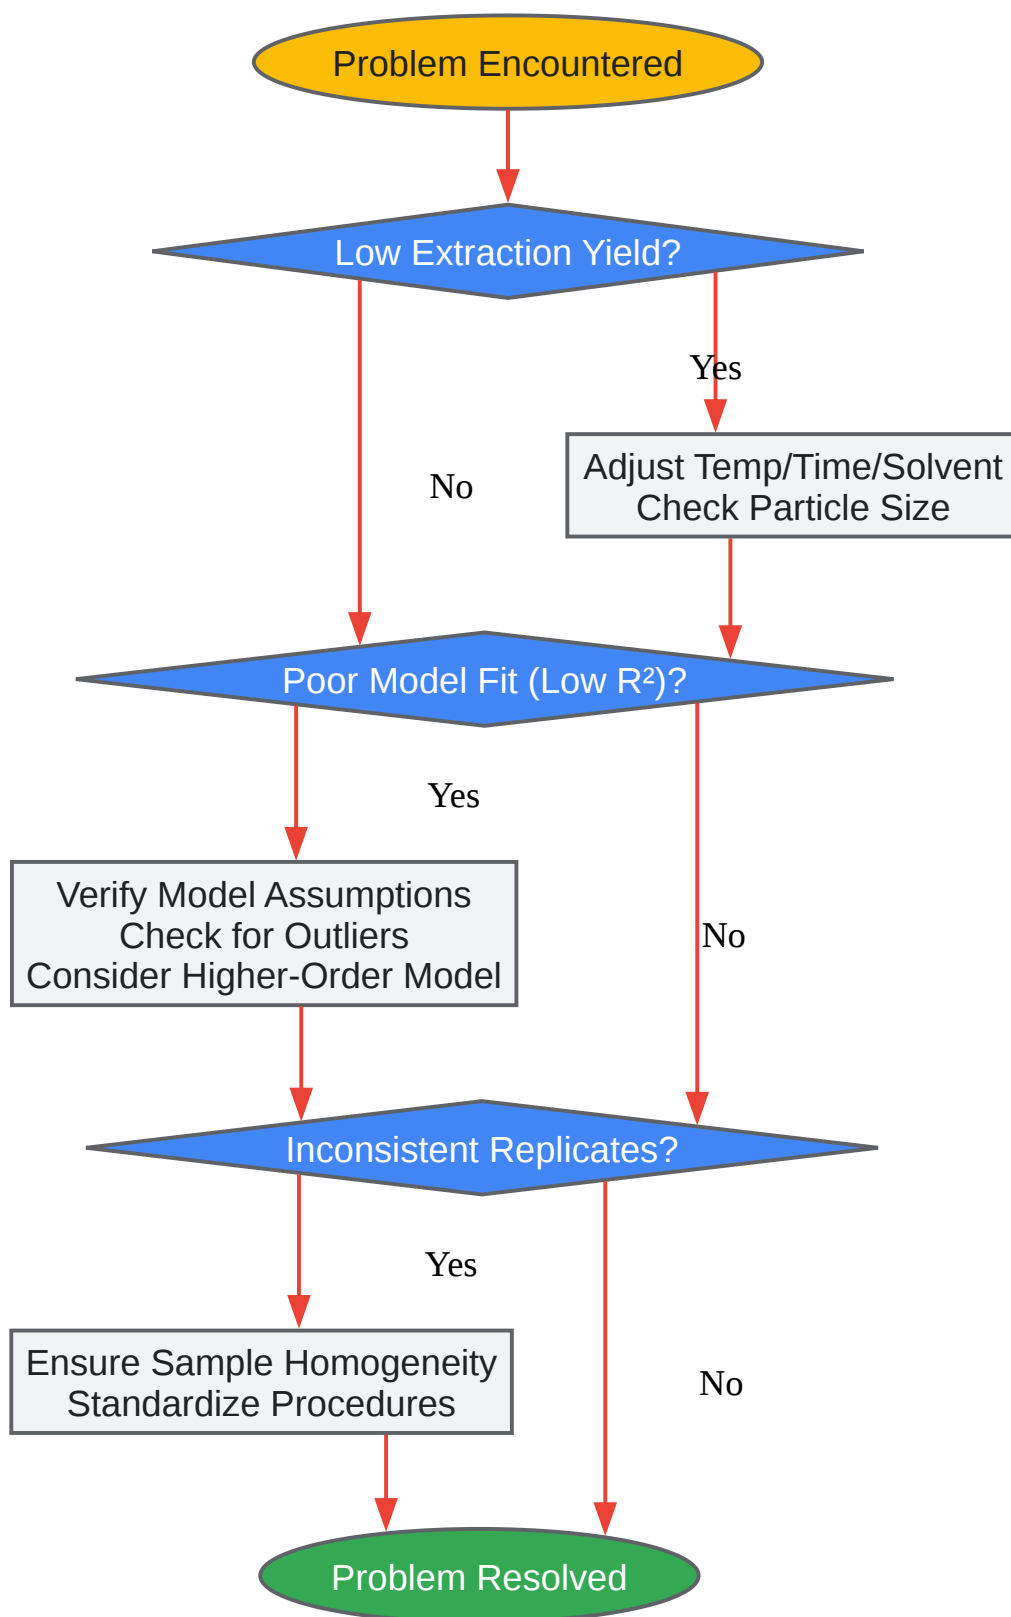 Problem Encountered
Low Extraction Yield?
Yes
Adjust Temp/Time/Solvent
Check Particle Size
No
Poor Model Fit (Low R²)?
Yes
Verify Model Assumptions
Check for Outliers
Consider Higher-Order Model
No
Inconsistent Replicates?
Yes
Ensure Sample Homogeneity
Standardize Procedures
No
Problem Resolved